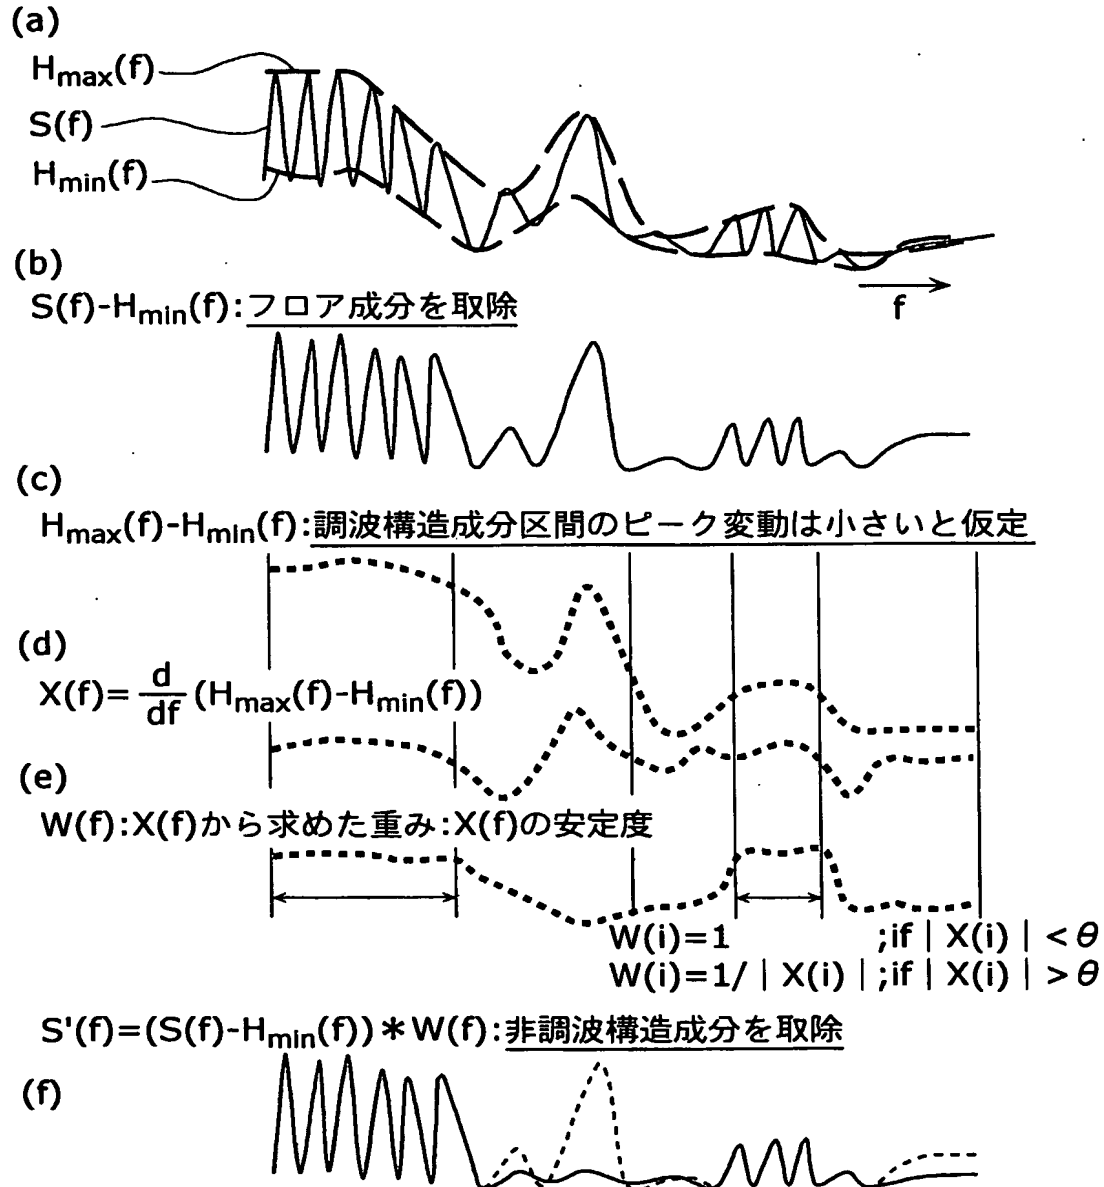 (a)
Hmax(f)
S(f)
Hmin(f)
f
(b)
S(f)-Hmin(f):フロア成分を取除
(c)
Hmax(f)-Hmin(f):調波構造成分区間のピーク変動は小さいと仮定
(d)
X(f)=d/df(Hmax(f)-Hmin(f))
(e)
W(f):X(f)から求めた重み:X(f)の安定度
W(i)=1 ;if | X(i) | <θ
W(i)=1/ | X(i) | ;if | X(i) | >θ
S'(f)=(S(f)-Hmin(f))*W(f):非調波構造成分を取除
(f)